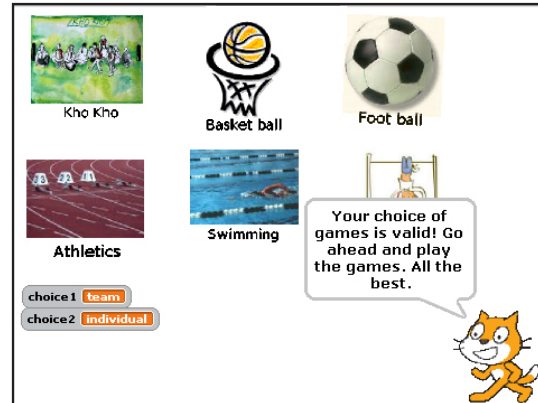 Kho Kho
Basket ball
Foot ball
Athletics
Swimming
Your choice of
games is valid! Go
ahead and play
the games. All the
best.
choice1 team
choice2 individual